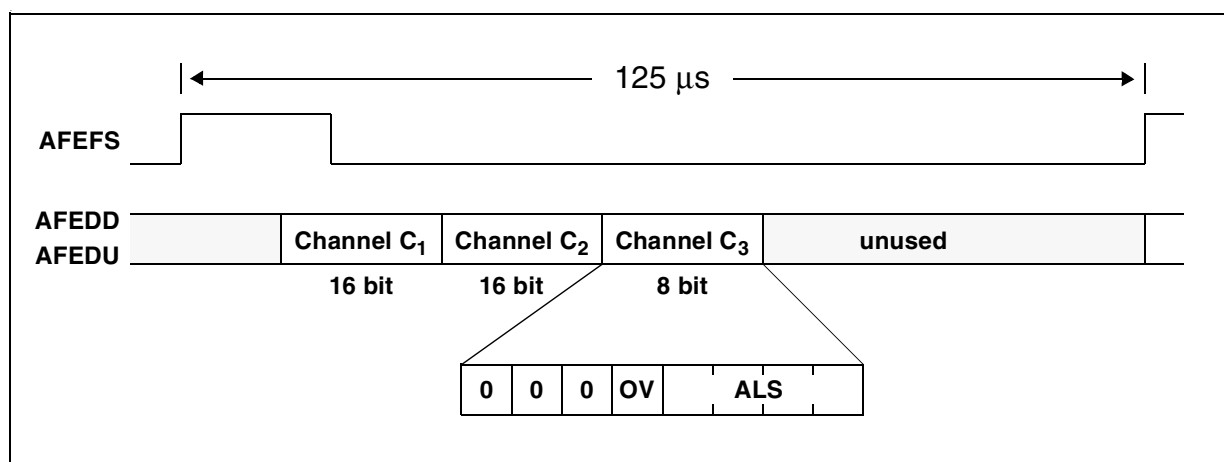 125 μs
AFEFS
AFEDD
AFEDU
Channel C1 Channel C2 Channel C3 unused
16 bit 16 bit 8 bit
0 0 0 OV ALS